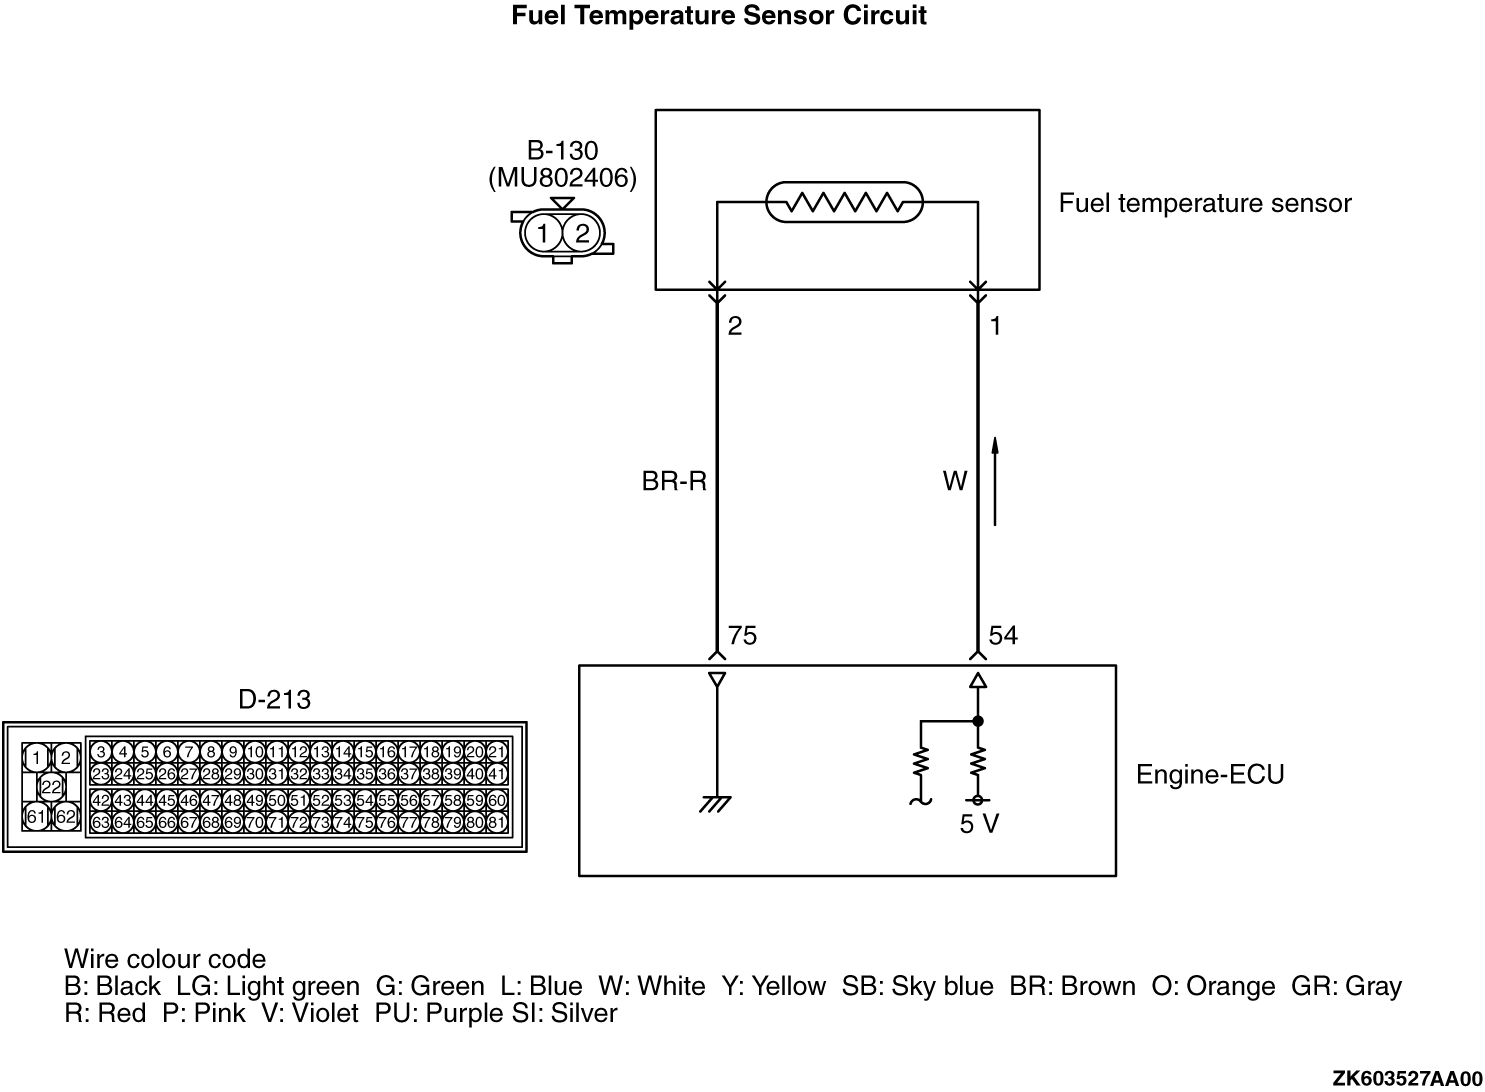 Fuel Temperature Sensor Circuit
B-130
(MU802406)
1 2
Fuel temperature sensor
2 1
BR-R W
75 54
D-213
1 2 3 4 5 6 7 8 9 10 11 12 13 14 15 16 17 18 19 20 21
23 24 25 26 27 28 29 30 31 32 33 34 35 36 37 38 39 40 41
22
42 43 44 45 46 47 48 49 50 51 52 53 54 55 56 57 58 59 60
61 62 63 64 65 66 67 68 69 70 71 72 73 74 75 76 77 78 79 80 81
Engine-ECU
5 V
Wire colour code
B: Black LG: Light green G: Green L: Blue W: White Y: Yellow SB: Sky blue BR: Brown O: Orange GR: Gray
R: Red P: Pink V: Violet PU: Purple SI: Silver
ZK603527AA00